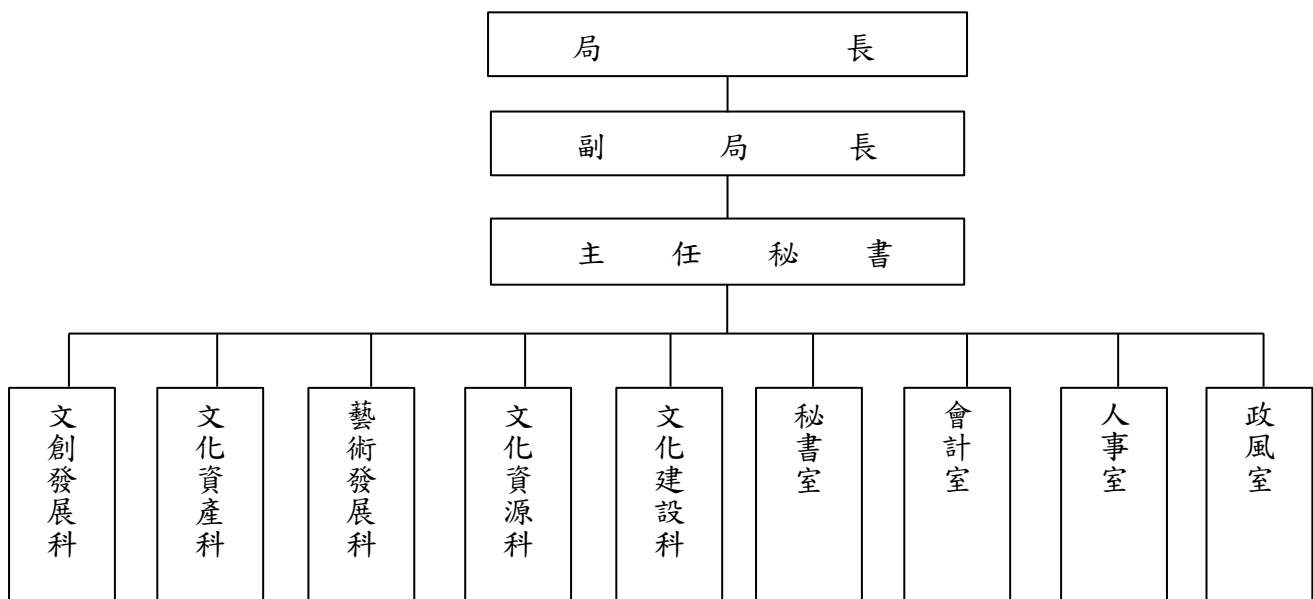 局長
副局長
主任秘書
文創發展科
文化資產科
藝術發展科
文化資源科
文化建設科
秘書室
會計室
人事室
政風室